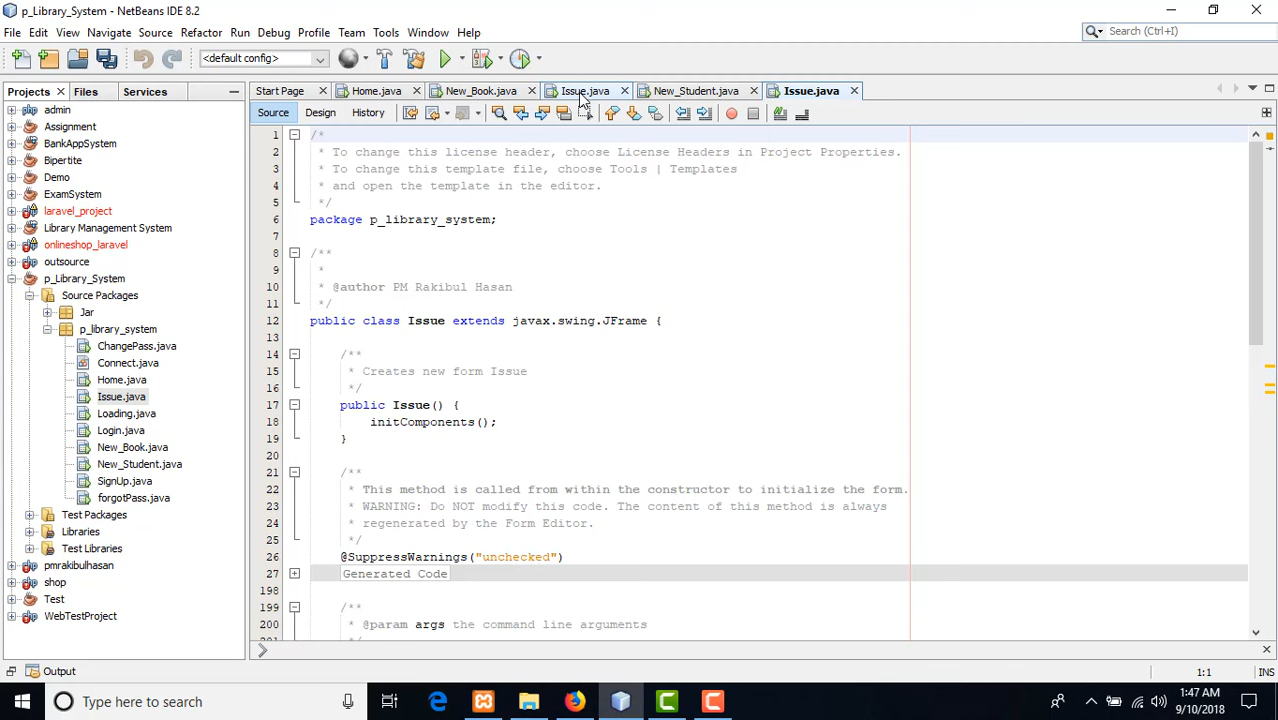 p_Library_System - NetBeans IDE 8.2
File Edit View Navigate Source Refactor Run Debug Profile Team Tools Window Help
Search (Ctrl+I)
<default config>
Projects Files Services
Start Page Home.java New_Book.java Issue.java New_Student.java Issue.java
Source Design History
admin
Assignment
BankAppSystem
Bipertite
Demo
ExamSystem
laravel_project
Library Management System
onlineshop_laravel
outsource
p_Library_System
Source Packages
Jar
p_library_system
ChangePass.java
Connect.java
Home.java
Issue.java
Loading.java
Login.java
New_Book.java
New_Student.java
SignUp.java
forgotPass.java
Test Packages
Libraries
Test Libraries
pmrakibulhasan
shop
Test
WebTestProject
1 /*
2 * To change this license header, choose License Headers in Project Properties.
3 * To change this template file, choose Tools | Templates
4 * and open the template in the editor.
5 */
6 package p_library_system;
7
8 /**
9 *
10 * @author PM Rakibul Hasan
11 */
12 public class Issue extends javax.swing.JFrame {
13
14 /**
15 * Creates new form Issue
16 */
17 public Issue() {
18 initComponents();
19 }
20
21 /**
22 * This method is called from within the constructor to initialize the form.
23 * WARNING: Do NOT modify this code. The content of this method is always
24 * regenerated by the Form Editor.
25 */
26 @SuppressWarnings("unchecked")
27 Generated Code
198
199 /**
200 * @param args the command line arguments
201 */
Output
1:1 INS
Type here to search
1:47 AM
9/10/2018